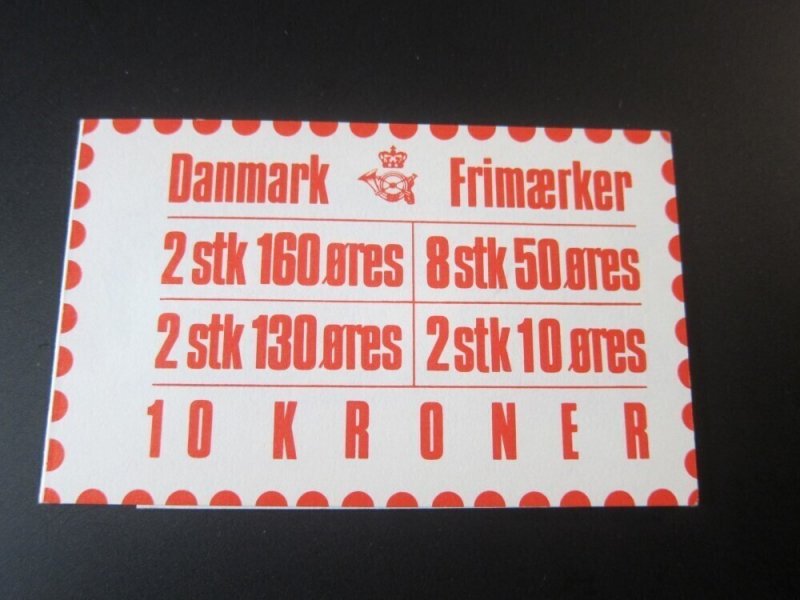 Danmark Frimærker
2 stk 160 øres 8 stk 50 øres
2 stk 130 øres 2 stk 10 øres
10 KRONER